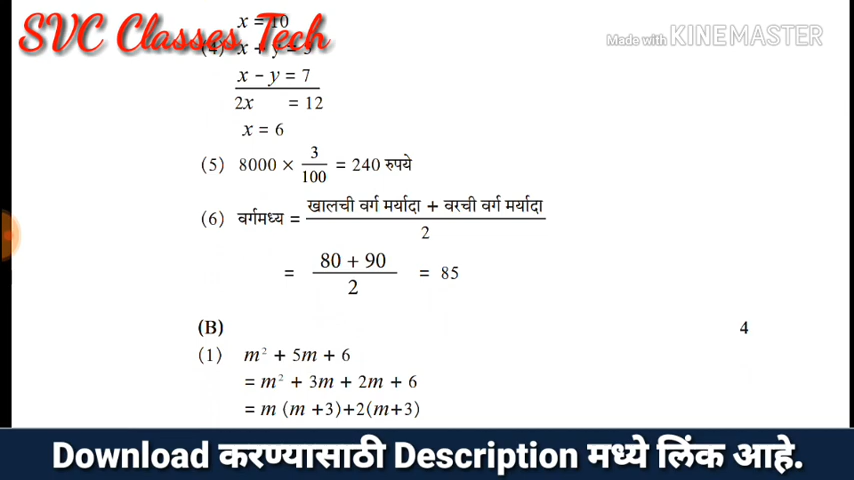 x = 10
SVC Classes Tech
Made with KINEMASTER
(4) x + y = 5
x − y = 7
2x = 12
x = 6
(5) 8000 × 3/100 = 240 रुपये
(6) वर्गमध्य = खालची वर्ग मर्यादा + वरची वर्ग मर्यादा / 2
= 80 + 90 / 2 = 85
(B) 4
(1) m² + 5m + 6
= m² + 3m + 2m + 6
= m (m +3)+2(m+3)
Download करण्यासाठी Description मध्ये लिंक आहे.